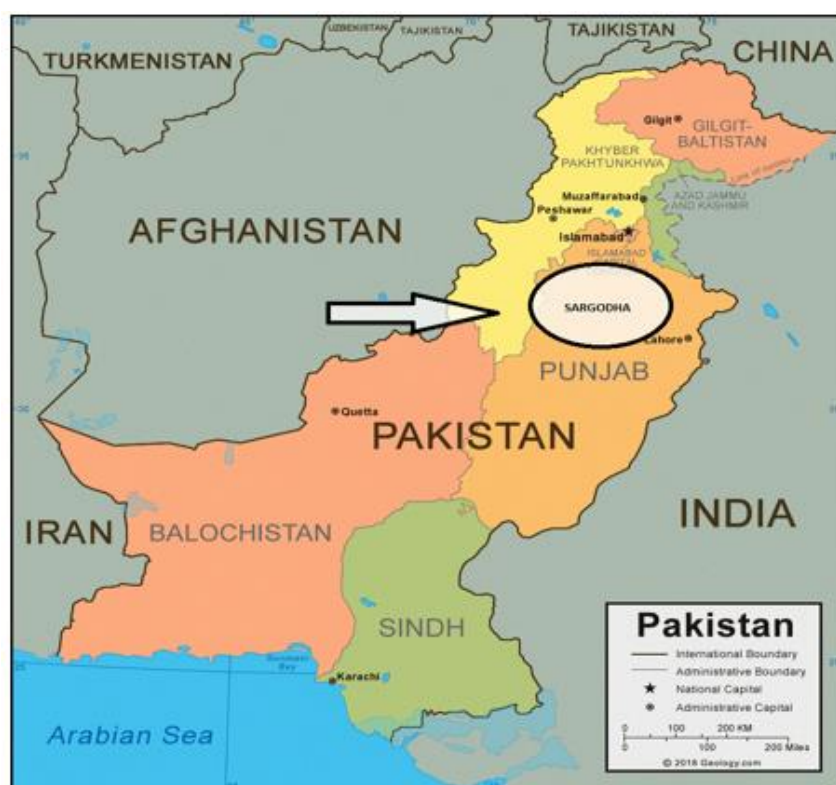 UZBEKISTAN
TAJIKISTAN
TAJIKISTAN
CHINA
TURKMENISTAN
Gilgit
GILGIT-
BALTISTAN
KHYBER
PAKHTUNKHWA
Muzaffarabad
AZAD JAMMU
AND KASHMIR
Peshawar
AFGHANISTAN
Islamabad
ISLAMABAD
CAPITAL
SARGODHA
Lahore
PUNJAB
Quetta
PAKISTAN
IRAN
BALOCHISTAN
INDIA
SINDH
Karachi
Arabian Sea
Pakistan
International Boundary
Administrative Boundary
National Capital
Administrative Capital
0 100 200 KM
0 100 200 Miles
© 2018 Geology.com